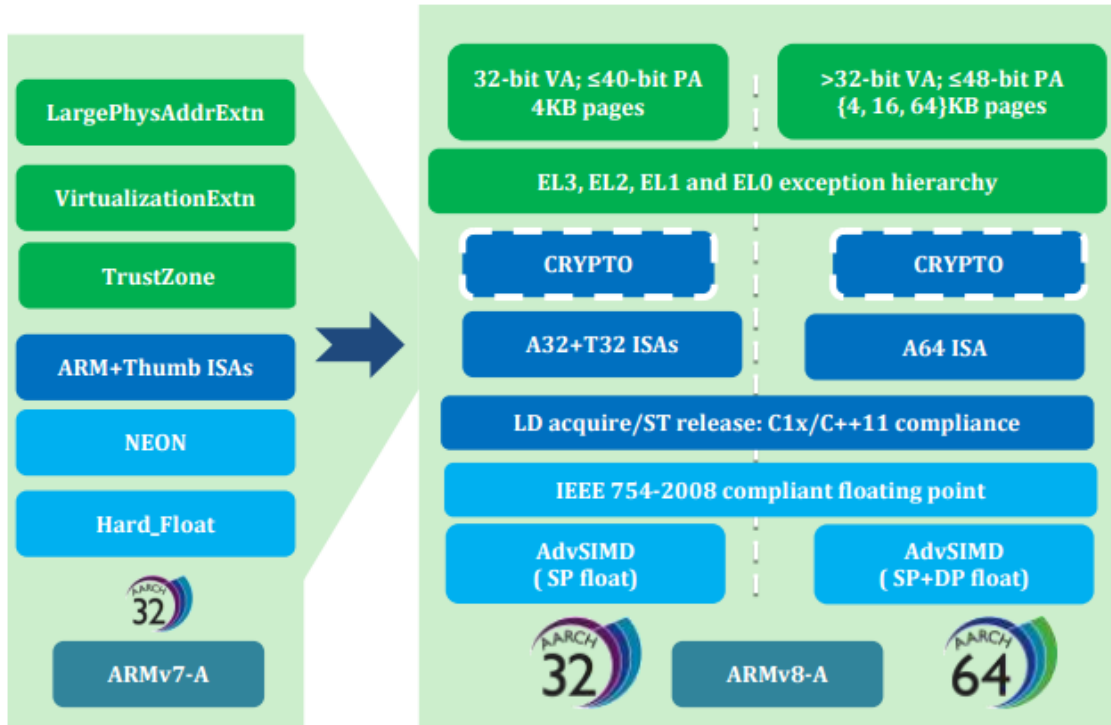 LargePhysAddrExtn
VirtualizationExtn
TrustZone
ARM+Thumb ISAs
NEON
Hard_Float
AARCH
32
ARMv7-A
32-bit VA; ≤40-bit PA
4KB pages
>32-bit VA; ≤48-bit PA
{4, 16, 64}KB pages
EL3, EL2, EL1 and EL0 exception hierarchy
CRYPTO
CRYPTO
A32+T32 ISAs
A64 ISA
LD acquire/ST release: C1x/C++11 compliance
IEEE 754-2008 compliant floating point
AdvSIMD
( SP float)
AdvSIMD
( SP+DP float)
AARCH
32
ARMv8-A
AARCH
64